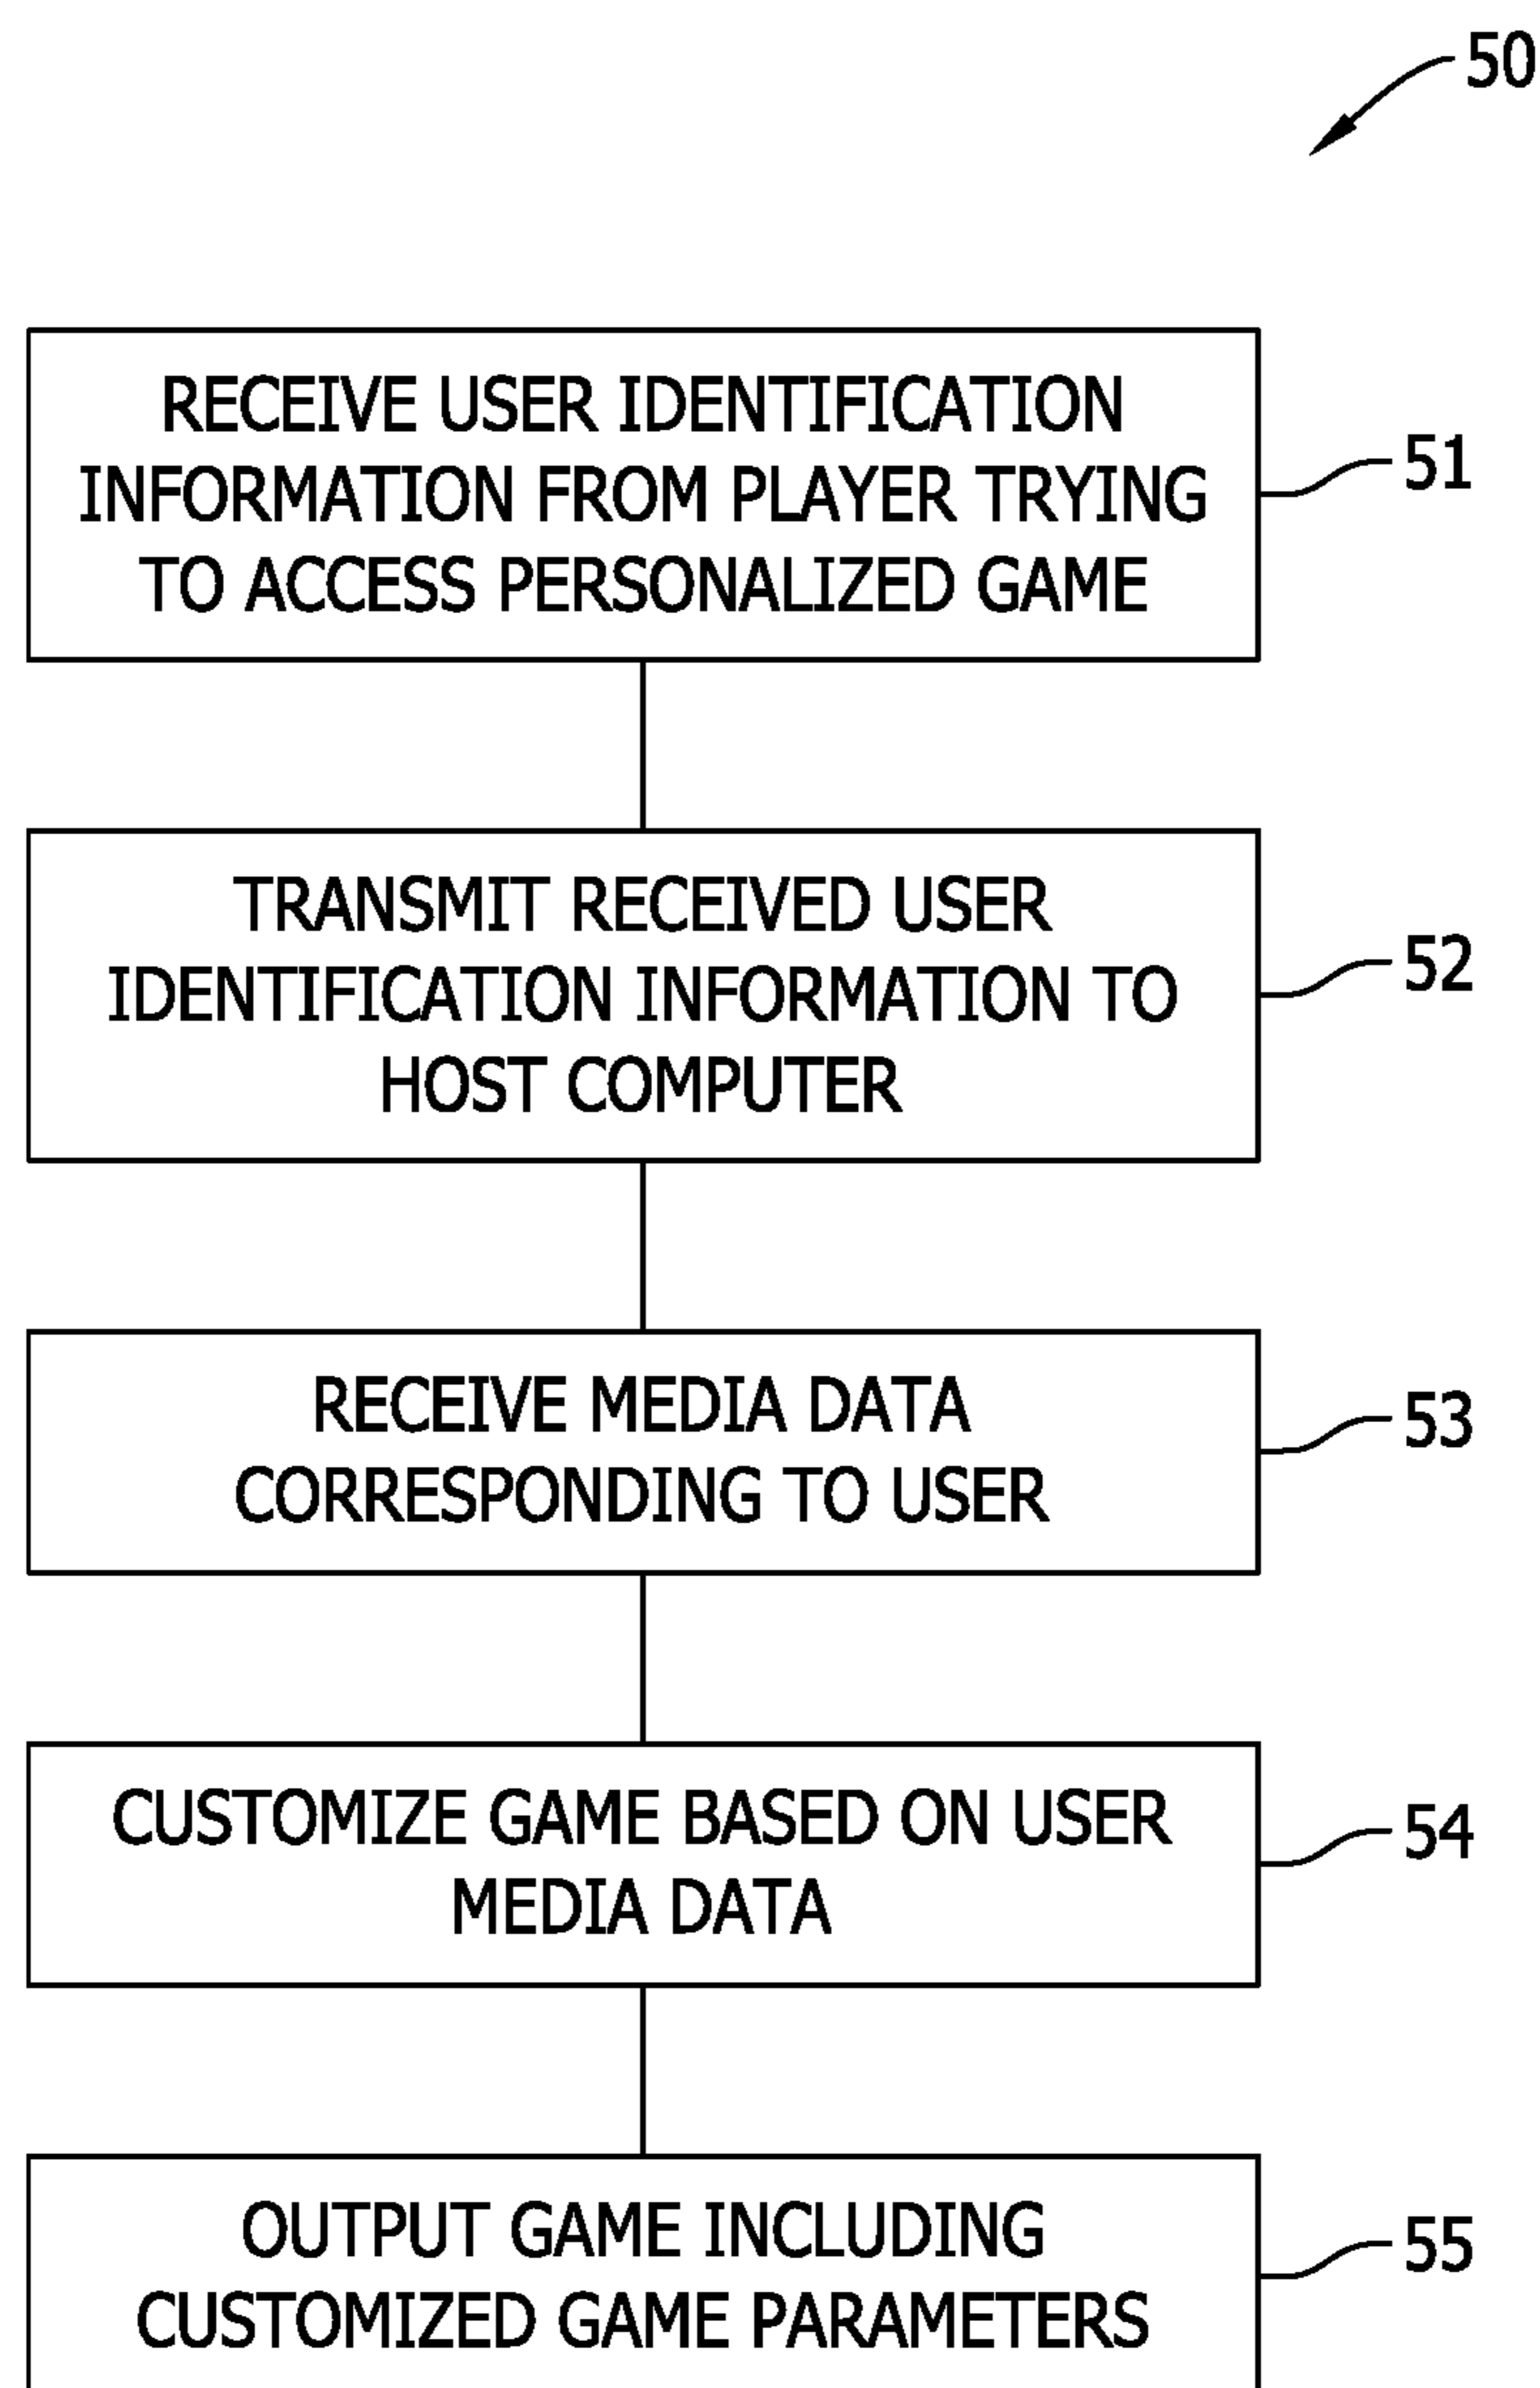 50
RECEIVE USER IDENTIFICATION
INFORMATION FROM PLAYER TRYING
TO ACCESS PERSONALIZED GAME
51
TRANSMIT RECEIVED USER
IDENTIFICATION INFORMATION TO
HOST COMPUTER
52
RECEIVE MEDIA DATA
CORRESPONDING TO USER
53
CUSTOMIZE GAME BASED ON USER
MEDIA DATA
54
OUTPUT GAME INCLUDING
CUSTOMIZED GAME PARAMETERS
55